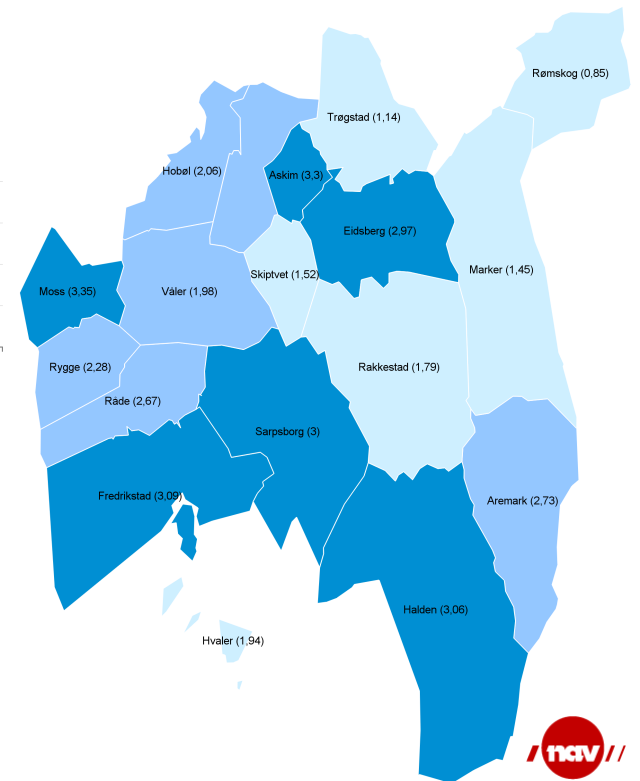 Rømskog (0,85)
Trøgstad (1,14)
Hobøl (2,06)
Askim (3,3)
Eidsberg (2,97)
Marker (1,45)
Skiptvet (1,52)
Moss (3,35)
Våler (1,98)
Rygge (2,28)
Rakkestad (1,79)
Råde (2,67)
Sarpsborg (3)
Fredrikstad (3,09)
Aremark (2,73)
Halden (3,06)
Hvaler (1,94)
nav